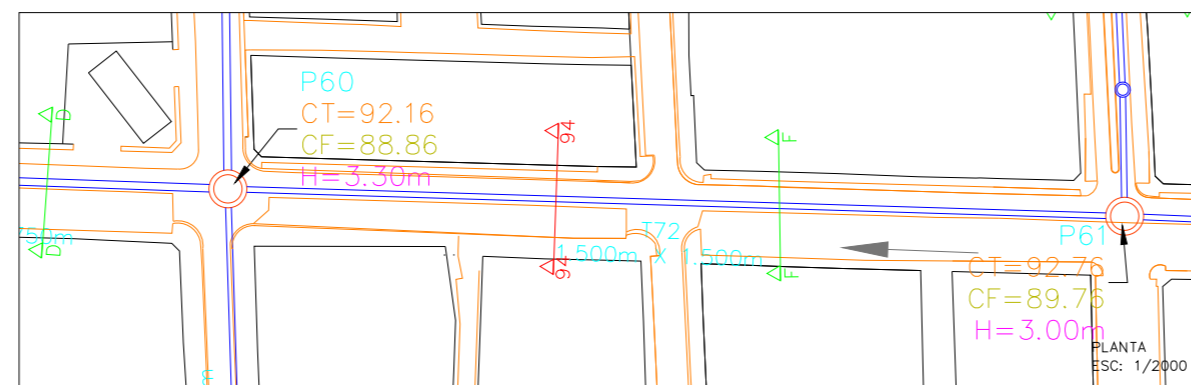 P60
CT=92.16
CF=88.86
H=3.30m
D
D
94
94
F
F
T72
1.500m X 1.500m
P61
CT=92.76
CF=89.76
H=3.00m
PLANTA
ESC: 1/2000